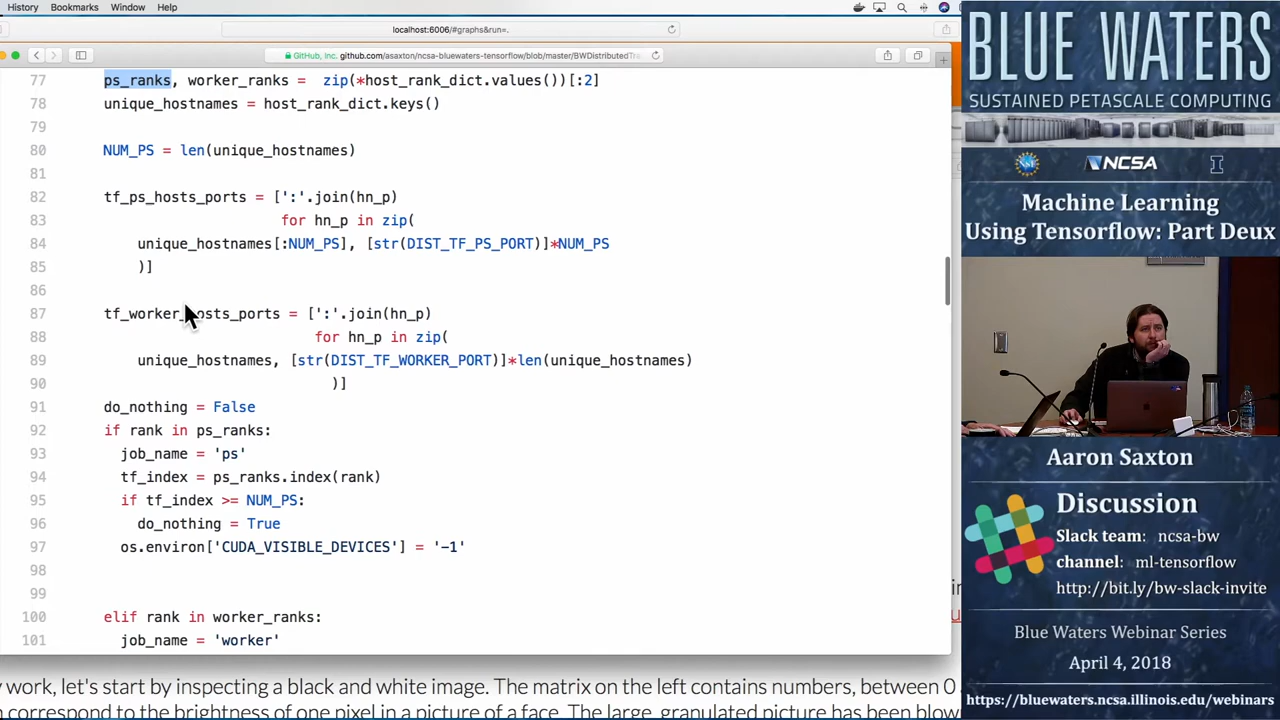 History Bookmarks Window Help
localhost:6006/#graphs&run=.
GitHub, Inc. github.com/asaxton/ncsa-bluewaters-tensorflow/blob/master/BWDistributedTra
77 ps_ranks, worker_ranks = zip(*host_rank_dict.values())[:2]
78 unique_hostnames = host_rank_dict.keys()
79
80 NUM_PS = len(unique_hostnames)
81
82 tf_ps_hosts_ports = [':'.join(hn_p)
83 for hn_p in zip(
84 unique_hostnames[:NUM_PS], [str(DIST_TF_PS_PORT)]*NUM_PS
85 )]
86
87 tf_worker_hosts_ports = [':'.join(hn_p)
88 for hn_p in zip(
89 unique_hostnames, [str(DIST_TF_WORKER_PORT)]*len(unique_hostnames)
90 )]
91 do_nothing = False
92 if rank in ps_ranks:
93 job_name = 'ps'
94 tf_index = ps_ranks.index(rank)
95 if tf_index >= NUM_PS:
96 do_nothing = True
97 os.environ['CUDA_VISIBLE_DEVICES'] = '-1'
98
99
100 elif rank in worker_ranks:
101 job_name = 'worker'
work, let's start by inspecting a black and white image. The matrix on the left contains numbers, between 0
correspond to the brightness of one pixel in a picture of a face. The large, granulated picture has been blow
BLUE WATERS
SUSTAINED PETASCALE COMPUTING
NCSA
Machine Learning
Using Tensorflow: Part Deux
Aaron Saxton
Discussion
Slack team: ncsa-bw
channel: ml-tensorflow
http://bit.ly/bw-slack-invite
Blue Waters Webinar Series
April 4, 2018
https://bluewaters.ncsa.illinois.edu/webinars